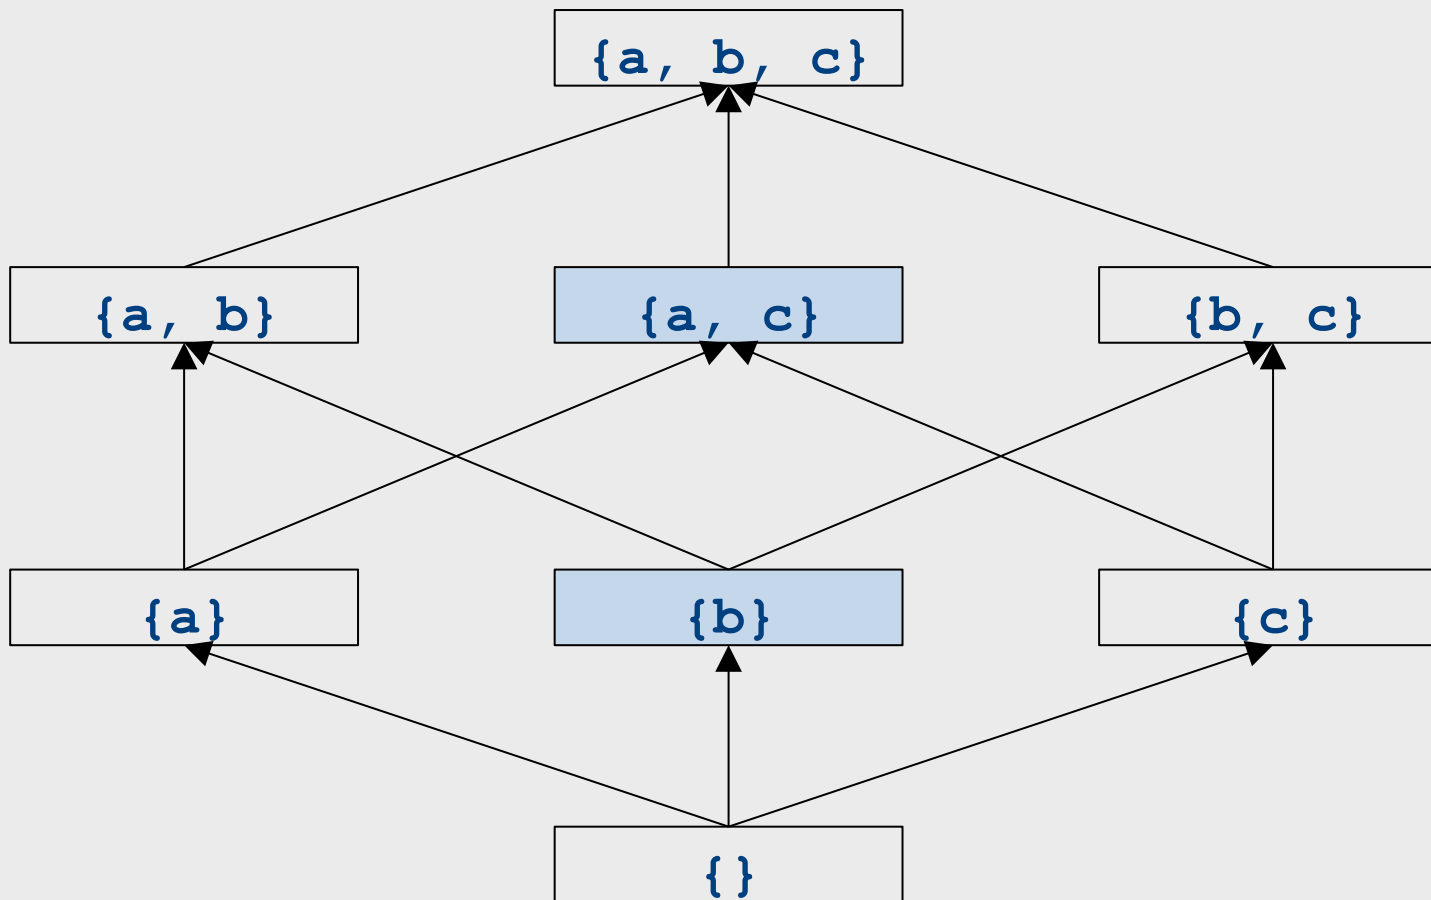 {a, b, c}
{a, b} {a, c} {b, c}
{a} {b} {c}
{}